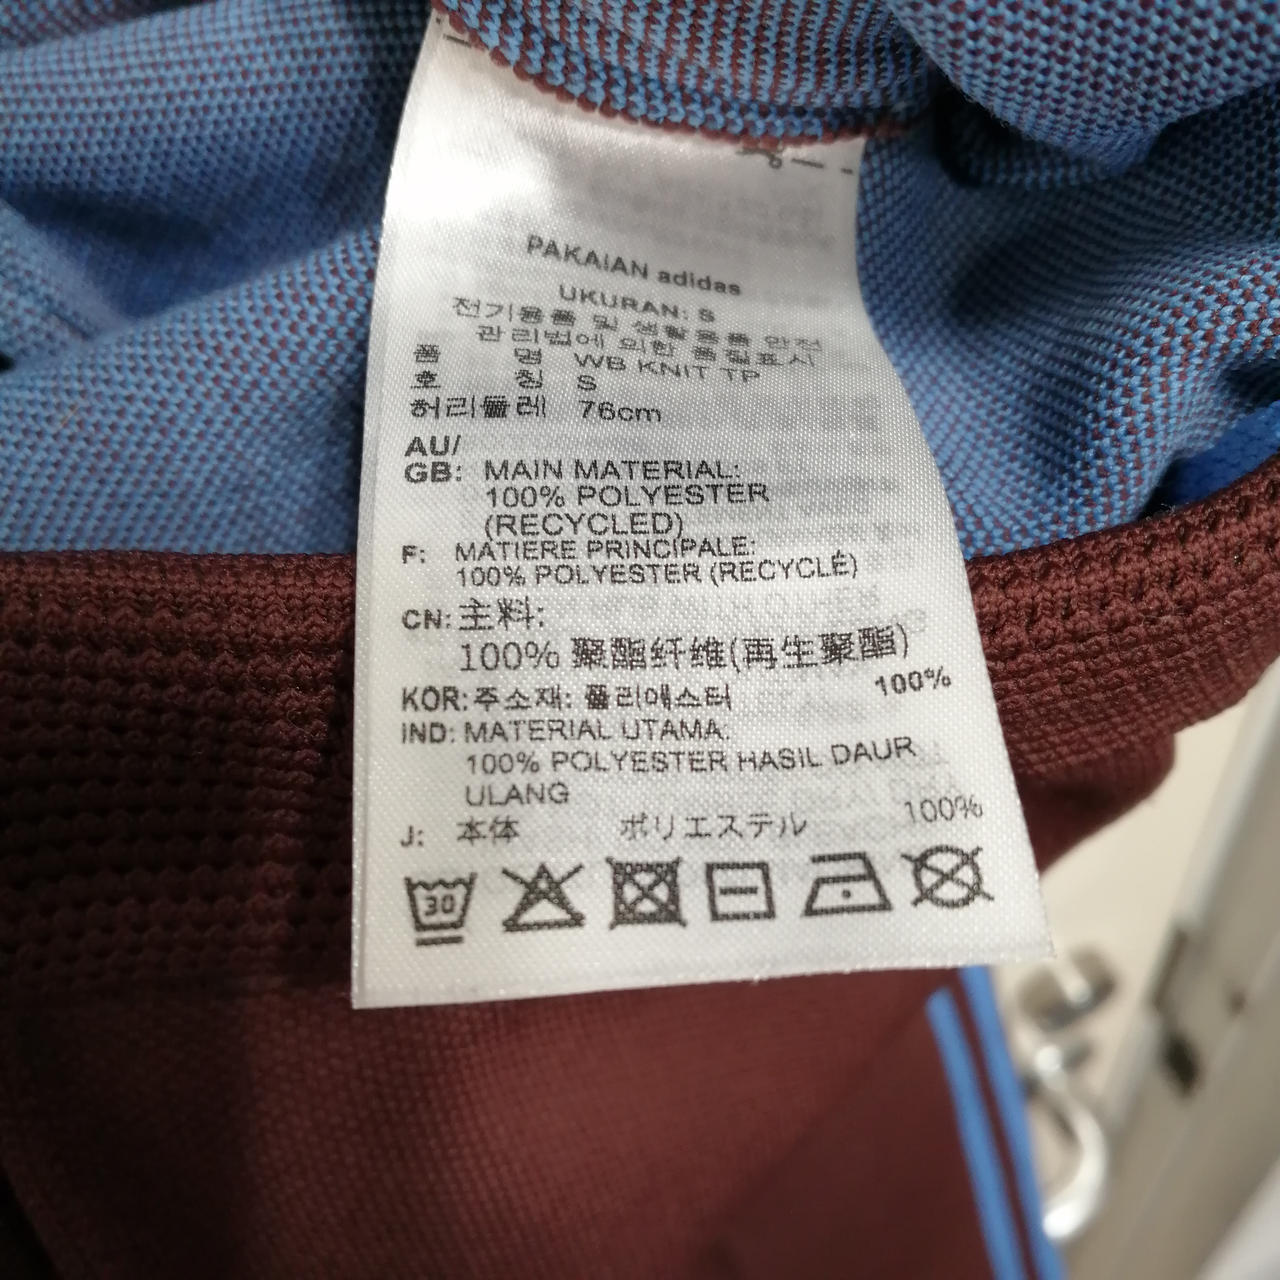 PAKAIAN adidas
UKURAN: S
전기용품 및 생활용품 안전
관리법에 의한 품질표시
품 명 WB KNIT TP
호 칭 S
허리둘레 76cm
AU/
GB: MAIN MATERIAL:
100% POLYESTER
(RECYCLED)
F: MATIERE PRINCIPALE:
100% POLYESTER (RECYCLÉ)
CN: 主料:
100% 聚酯纤维(再生聚酯)
KOR: 주소재: 폴리에스터 100%
IND: MATERIAL UTAMA:
100% POLYESTER HASIL DAUR
ULANG
J: 本体 ポリエステル 100%
30